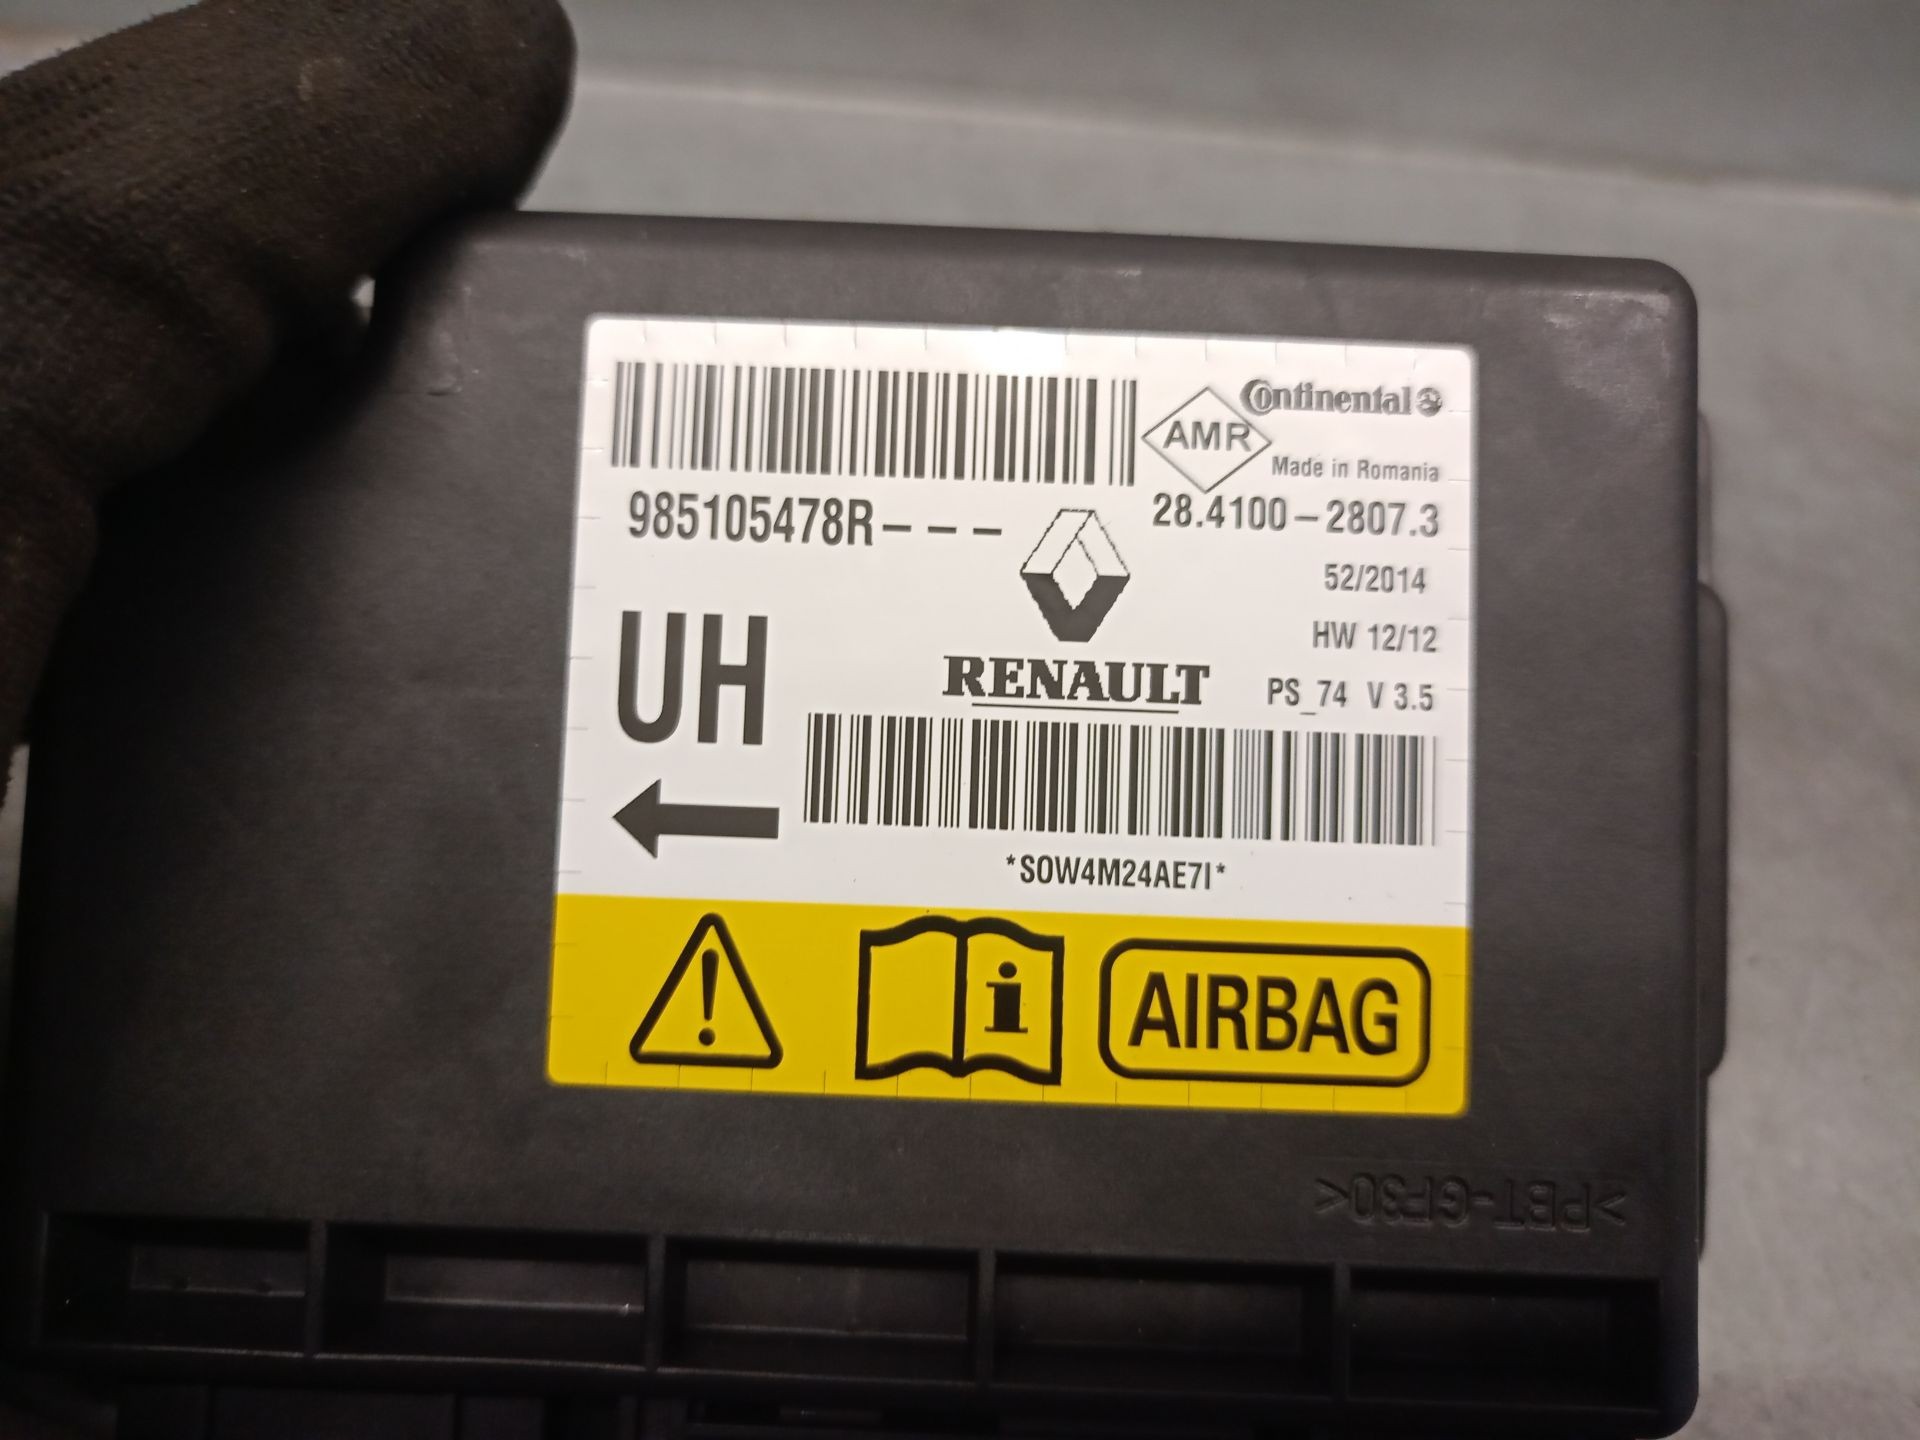 Continental
AMR
Made in Romania
985105478R---
28.4100-2807.3
52/2014
UH
HW 12/12
RENAULT
PS_74 V 3.5
*S0W4M24AE7I*
AIRBAG
>PBT-GF30<